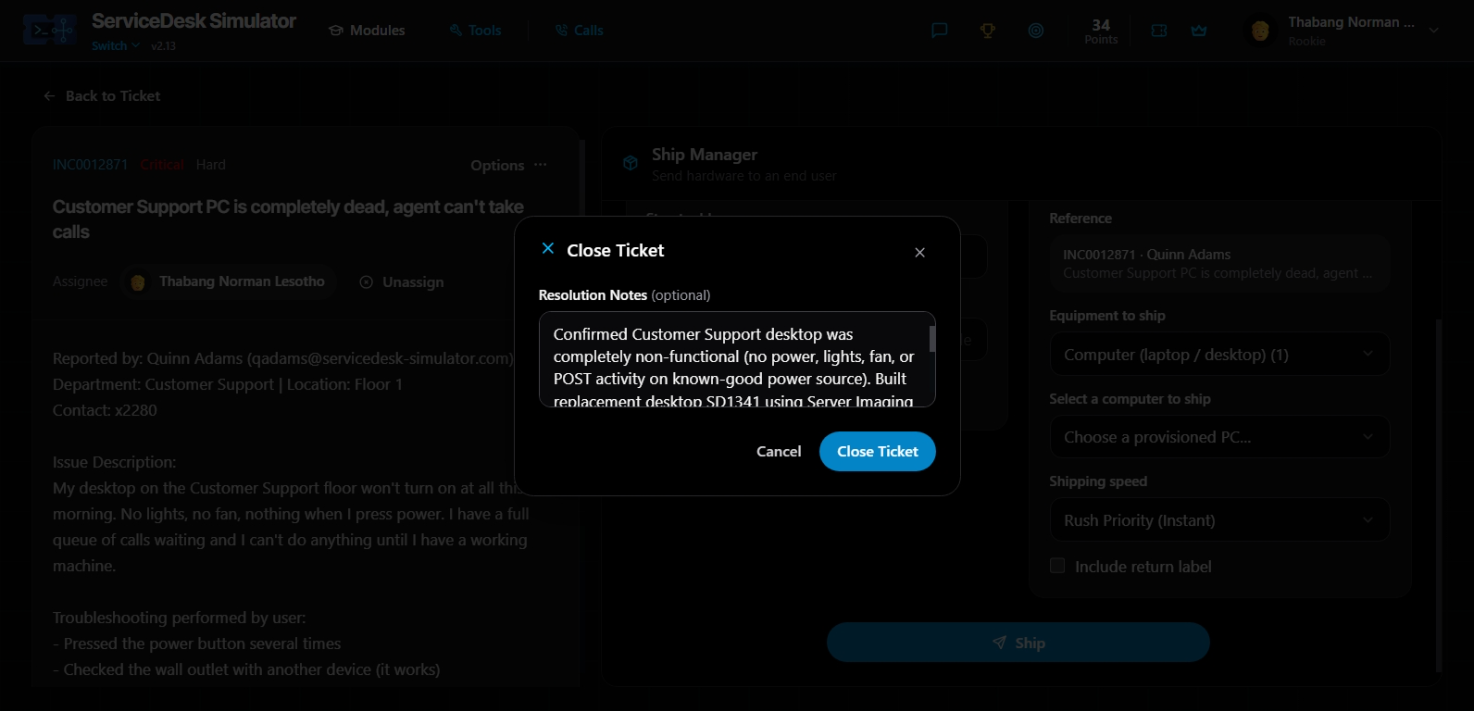 ServiceDesk Simulator
Switch v2.13
Modules
Tools
Calls
34
Points
Thabang Norman ...
Rookie
Back to Ticket
INC0012871 Critical Hard
Options ...
Customer Support PC is completely dead, agent can't take
calls
Assignee Thabang Norman Lesotho Unassign
Reported by: Quinn Adams (qadams@servicedesk-simulator.com)
Department: Customer Support | Location: Floor 1
Contact: x2280
Issue Description:
My desktop on the Customer Support floor won't turn on at all this
morning. No lights, no fan, nothing when I press power. I have a full
queue of calls waiting and I can't do anything until I have a working
machine.
Troubleshooting performed by user:
- Pressed the power button several times
- Checked the wall outlet with another device (it works)
Close Ticket
Resolution Notes (optional)
Confirmed Customer Support desktop was
completely non-functional (no power, lights, fan, or
POST activity on known-good power source). Built
replacement desktop SD1341 using Server Imaging
Cancel
Close Ticket
Ship Manager
Send hardware to an end user
Reference
INC0012871 · Quinn Adams
Customer Support PC is completely dead, agent ...
Equipment to ship
Computer (laptop / desktop) (1)
Select a computer to ship
Choose a provisioned PC...
Shipping speed
Rush Priority (Instant)
Include return label
Ship